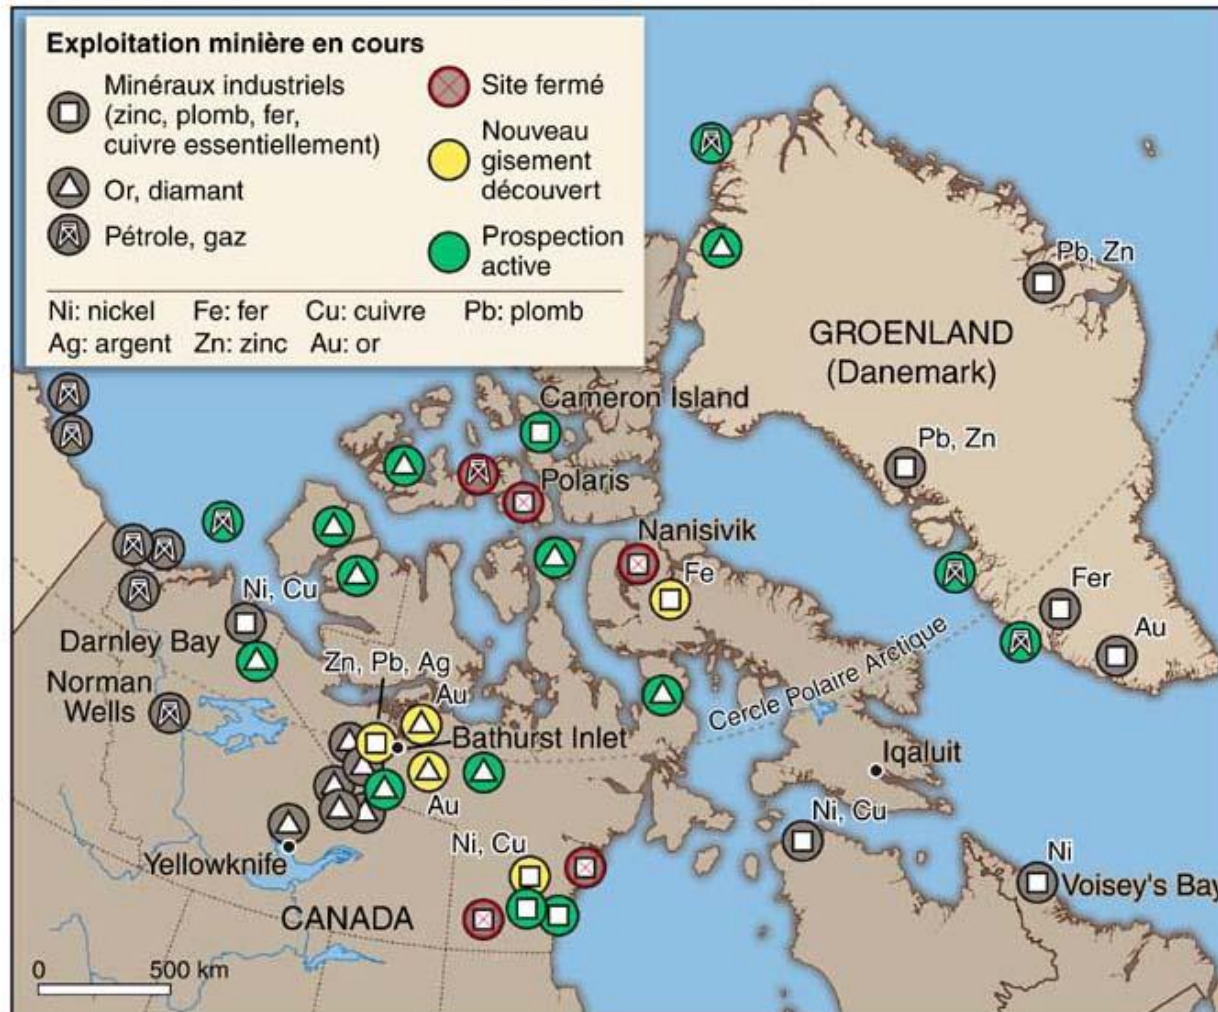 Exploitation minière en cours
Minéraux industriels
(zinc, plomb, fer,
cuivre essentiellement)
Or, diamant
Pétrole, gaz
Site fermé
Nouveau
gisement
découvert
Prospection
active
Ni: nickel Fe: fer Cu: cuivre Pb: plomb
Ag: argent Zn: zinc Au: or
Pb, Zn
GROENLAND
(Danemark)
Cameron Island
Pb, Zn
Polaris
Nanisivik
Fe
Fer
Ni, Cu
Au
Darnley Bay
Cercle Polaire Arctique
Zn, Pb, Ag
Norman
Wells
Au
Bathurst Inlet
Iqaluit
Au
Ni, Cu
Ni, Cu
Yellowknife
Ni
Voisey's Bay
CANADA
0 500 km